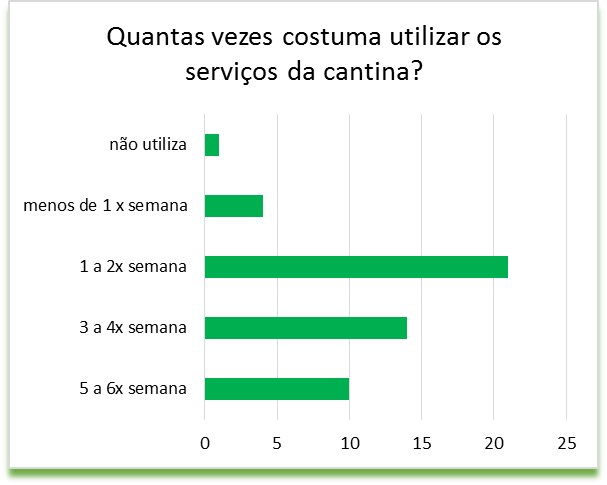 Quantas vezes costuma utilizar os
serviços da cantina?
não utiliza
menos de 1 x semana
1 a 2x semana
3 a 4x semana
5 a 6x semana
0 5 10 15 20 25